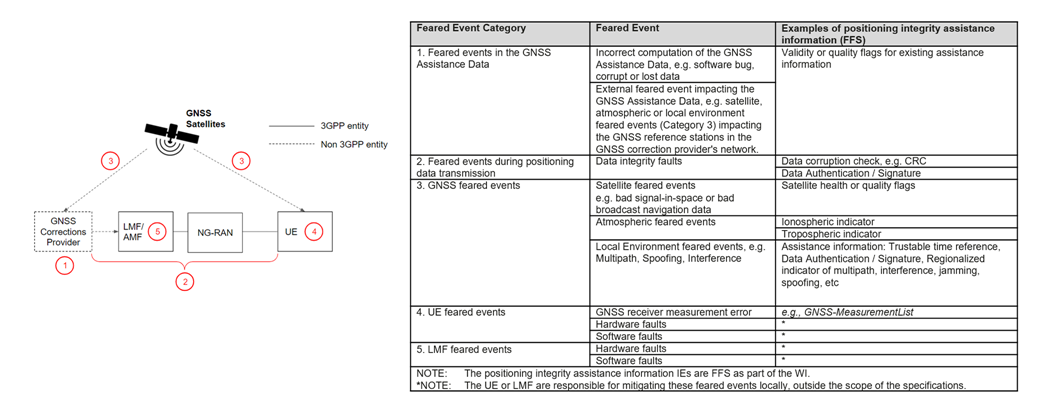 GNSS
Satellites
3GPP entity
Non 3GPP entity
3
3
GNSS
Corrections
Provider
LMF/
AMF
5
NG-RAN
UE
4
1
2
Feared Event Category
Feared Event
Examples of positioning integrity assistance
information (FFS)
1. Feared events in the GNSS
Assistance Data
Incorrect computation of the GNSS
Assistance Data, e.g. software bug,
corrupt or lost data
Validity or quality flags for existing assistance
information
External feared event impacting the
GNSS Assistance Data, e.g. satellite,
atmospheric or local environment
feared events (Category 3) impacting
the GNSS reference stations in the
GNSS correction provider's network.
2. Feared events during positioning
data transmission
Data integrity faults
Data corruption check, e.g. CRC
Data Authentication / Signature
3. GNSS feared events
Satellite feared events
e.g. bad signal-in-space or bad
broadcast navigation data
Satellite health or quality flags
Atmospheric feared events
Ionospheric indicator
Tropospheric indicator
Local Environment feared events, e.g.
Multipath, Spoofing, Interference
Assistance information: Trustable time reference,
Data Authentication / Signature, Regionalized
indicator of multipath, interference, jamming,
spoofing, etc
4. UE feared events
GNSS receiver measurement error
e.g., GNSS-MeasurementList
Hardware faults
*
Software faults
*
5. LMF feared events
Hardware faults
*
Software faults
*
NOTE: The positioning integrity assistance information IEs are FFS as part of the WI.
*NOTE: The UE or LMF are responsible for mitigating these feared events locally, outside the scope of the specifications.